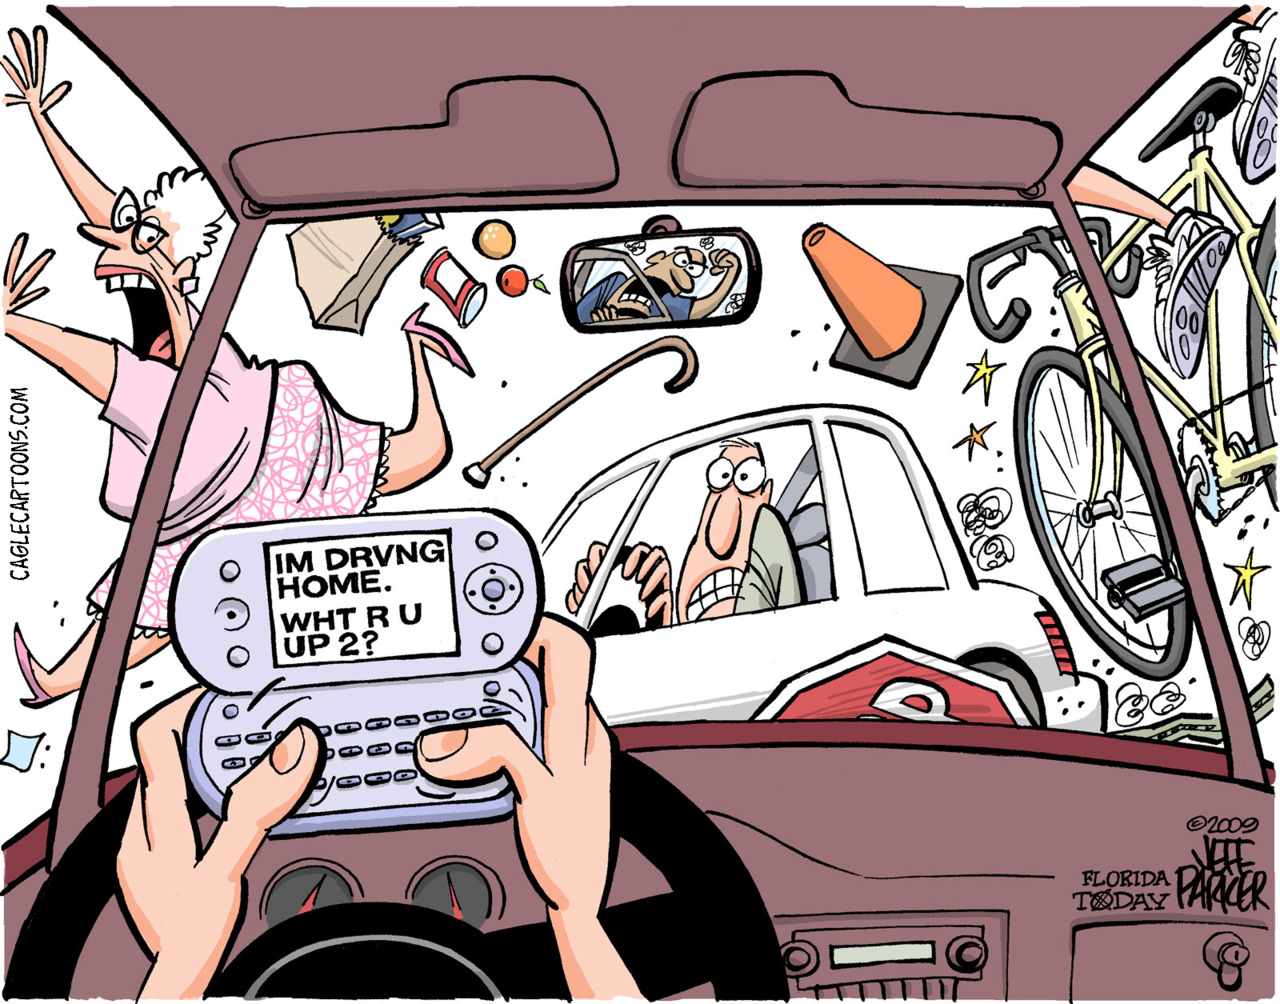 CAGLECARTOONS.COM
IM DRVNG
HOME.
WHT R U
UP 2?
©2009
JEFF
PARKER
FLORIDA
TODAY